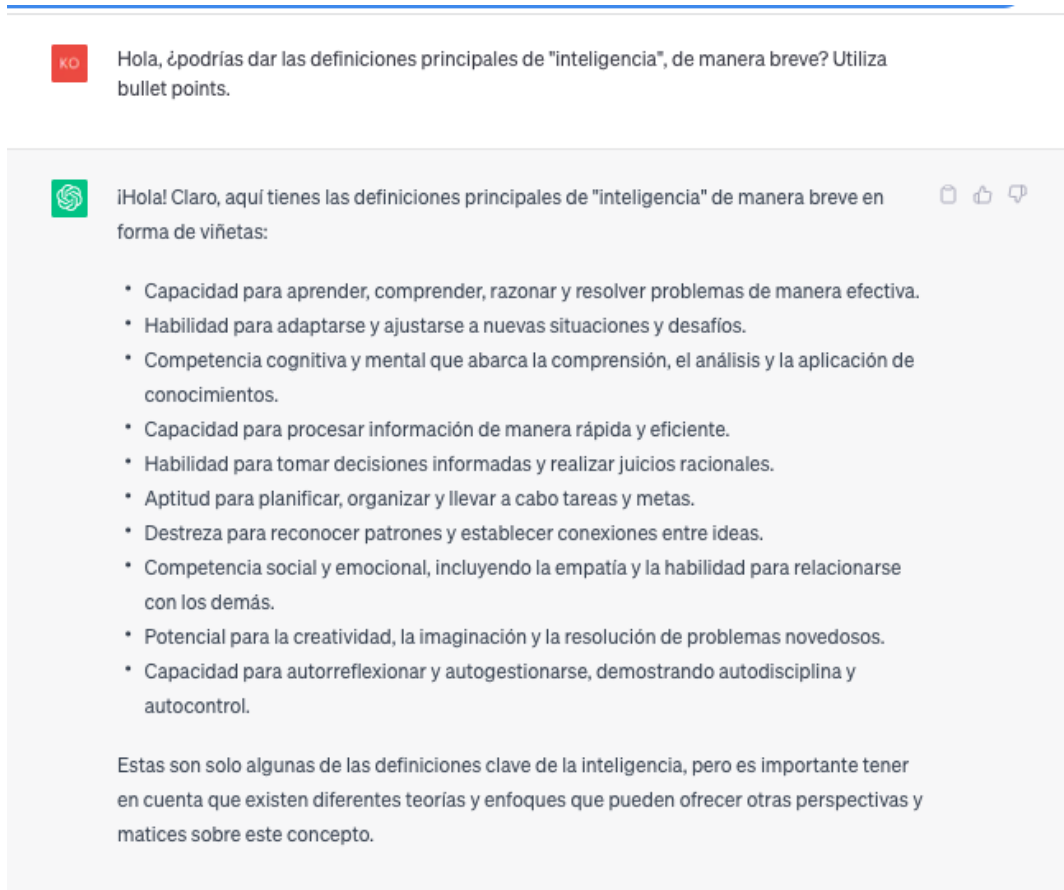 KO
Hola, ¿podrías dar las definiciones principales de "inteligencia", de manera breve? Utiliza
bullet points.
¡Hola! Claro, aquí tienes las definiciones principales de "inteligencia" de manera breve en
forma de viñetas:
• Capacidad para aprender, comprender, razonar y resolver problemas de manera efectiva.
• Habilidad para adaptarse y ajustarse a nuevas situaciones y desafíos.
• Competencia cognitiva y mental que abarca la comprensión, el análisis y la aplicación de
conocimientos.
• Capacidad para procesar información de manera rápida y eficiente.
• Habilidad para tomar decisiones informadas y realizar juicios racionales.
• Aptitud para planificar, organizar y llevar a cabo tareas y metas.
• Destreza para reconocer patrones y establecer conexiones entre ideas.
• Competencia social y emocional, incluyendo la empatía y la habilidad para relacionarse
con los demás.
• Potencial para la creatividad, la imaginación y la resolución de problemas novedosos.
• Capacidad para autorreflexionar y autogestionarse, demostrando autodisciplina y
autocontrol.
Estas son solo algunas de las definiciones clave de la inteligencia, pero es importante tener
en cuenta que existen diferentes teorías y enfoques que pueden ofrecer otras perspectivas y
matices sobre este concepto.